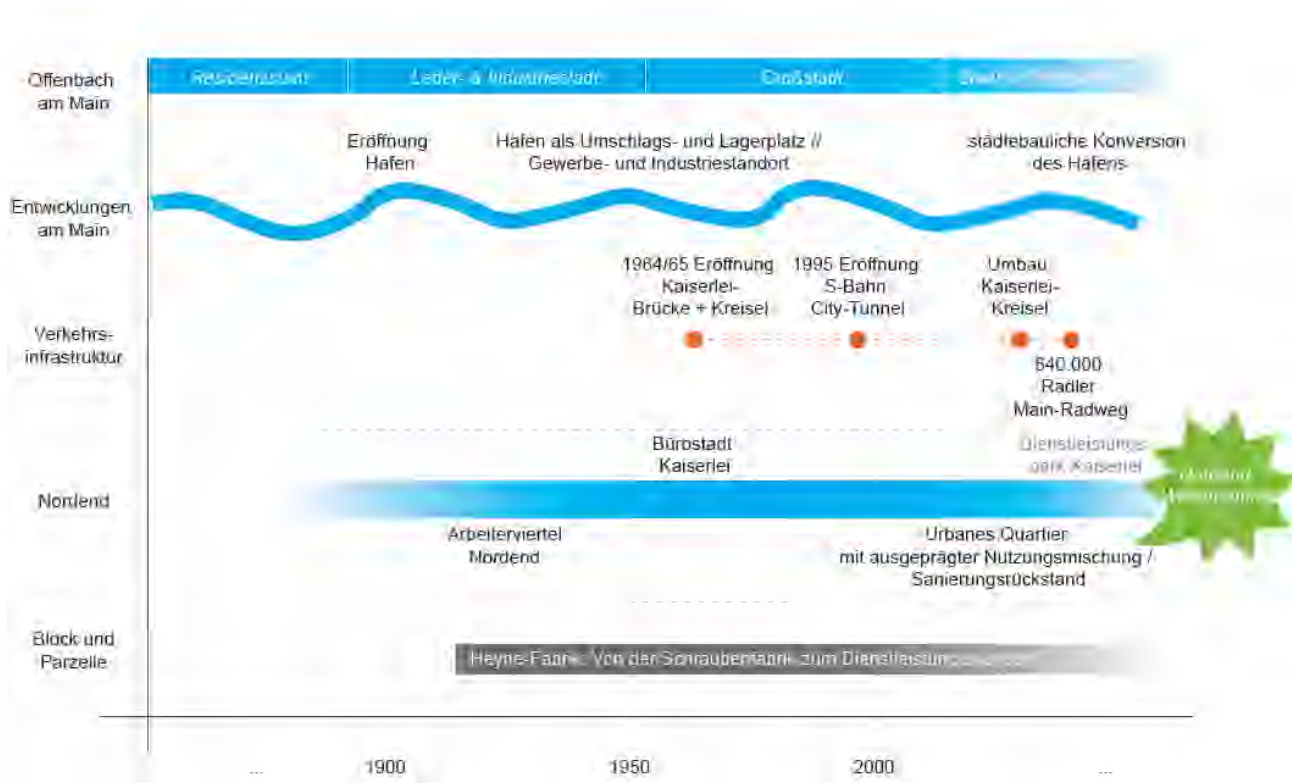 Offenbach
am Main
Residenzstadt
Leder- & Industriestadt
Großstadt
Eröffnung
Hafen
Hafen als Umschlags- und Lagerplatz //
Gewerbe- und Industriestandort
städtebauliche Konversion
des Hafens
Entwicklungen
am Main
1964/65 Eröffnung
Kaiserlei-
Brücke + Kreisel
1995 Eröffnung
S-Bahn
City-Tunnel
Umbau
Kaiserlei-
Kreisel
Verkehrs-
infrastruktur
640.000
Radler
Main-Radweg
Bürostadt
Kaiserlei
Dienstleistungs
park Kaiserlei
Nordend
Arbeiterviertel
Nordend
Urbanes Quartier
mit ausgeprägter Nutzungsmischung /
Sanierungsrückstand
Block und
Parzelle
Heyne-Fabrik: Von der Schraubenfabrik zum Dienstleistung
...
1900
1950
2000
...